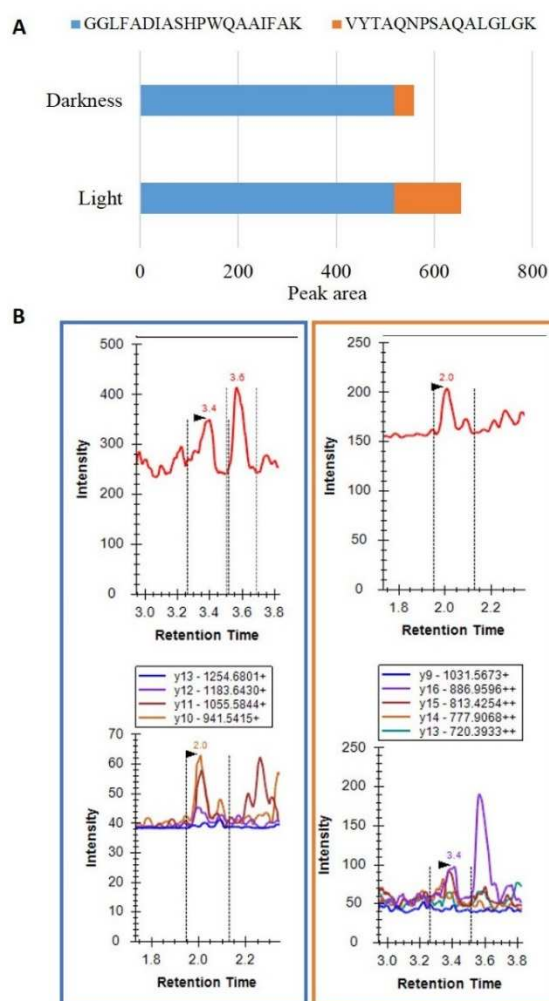 A
GGLFADIASHPWQAAIFAK VYTAQNPSAQALGLGK
Darkness
Light
0 200 400 600 800
Peak area
B
500
400
300
200
100
0
Intensity
3.4
3.6
3.0 3.2 3.4 3.6 3.8
Retention Time
250
200
150
100
50
0
Intensity
2.0
1.8 2.0 2.2
Retention Time
y13 - 1254.6801+
y12 - 1183.6430+
y11 - 1055.5844+
y10 - 941.5415+
70
60
50
40
30
20
10
0
Intensity
2.0
1.8 2.0 2.2
Retention Time
y9 - 1031.5673+
y16 - 886.9596++
y15 - 813.4254++
y14 - 777.9068++
y13 - 720.3933++
250
200
150
100
50
0
Intensity
3.4
3.0 3.2 3.4 3.6 3.8
Retention Time